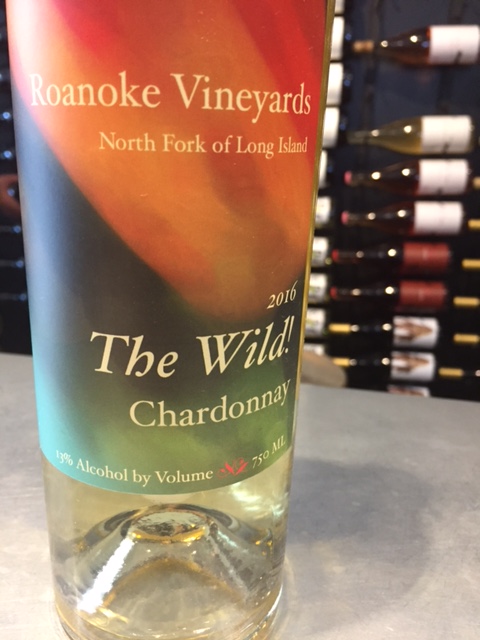 Roanoke Vineyards
North Fork of Long Island
2016
The Wild!
Chardonnay
13% Alcohol by Volume 750 ML